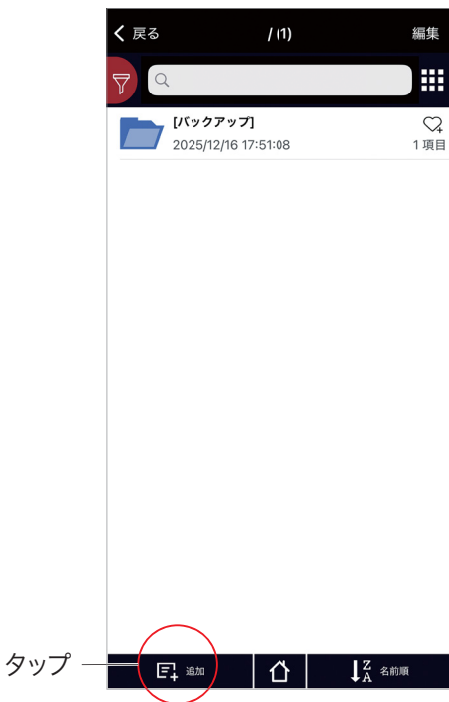 戻る
/ (1)
編集
[バックアップ]
2025/12/16 17:51:08
1 項目
タップ
追加
Z
A
名前順